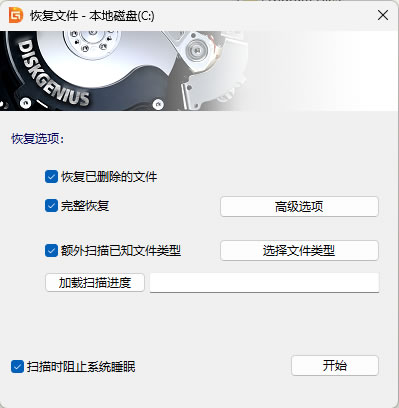 恢复文件 - 本地磁盘(C:)
DISKGENIUS
恢复选项:
恢复已删除的文件
完整恢复
高级选项
额外扫描已知文件类型
选择文件类型
加载扫描进度
扫描时阻止系统睡眠
开始